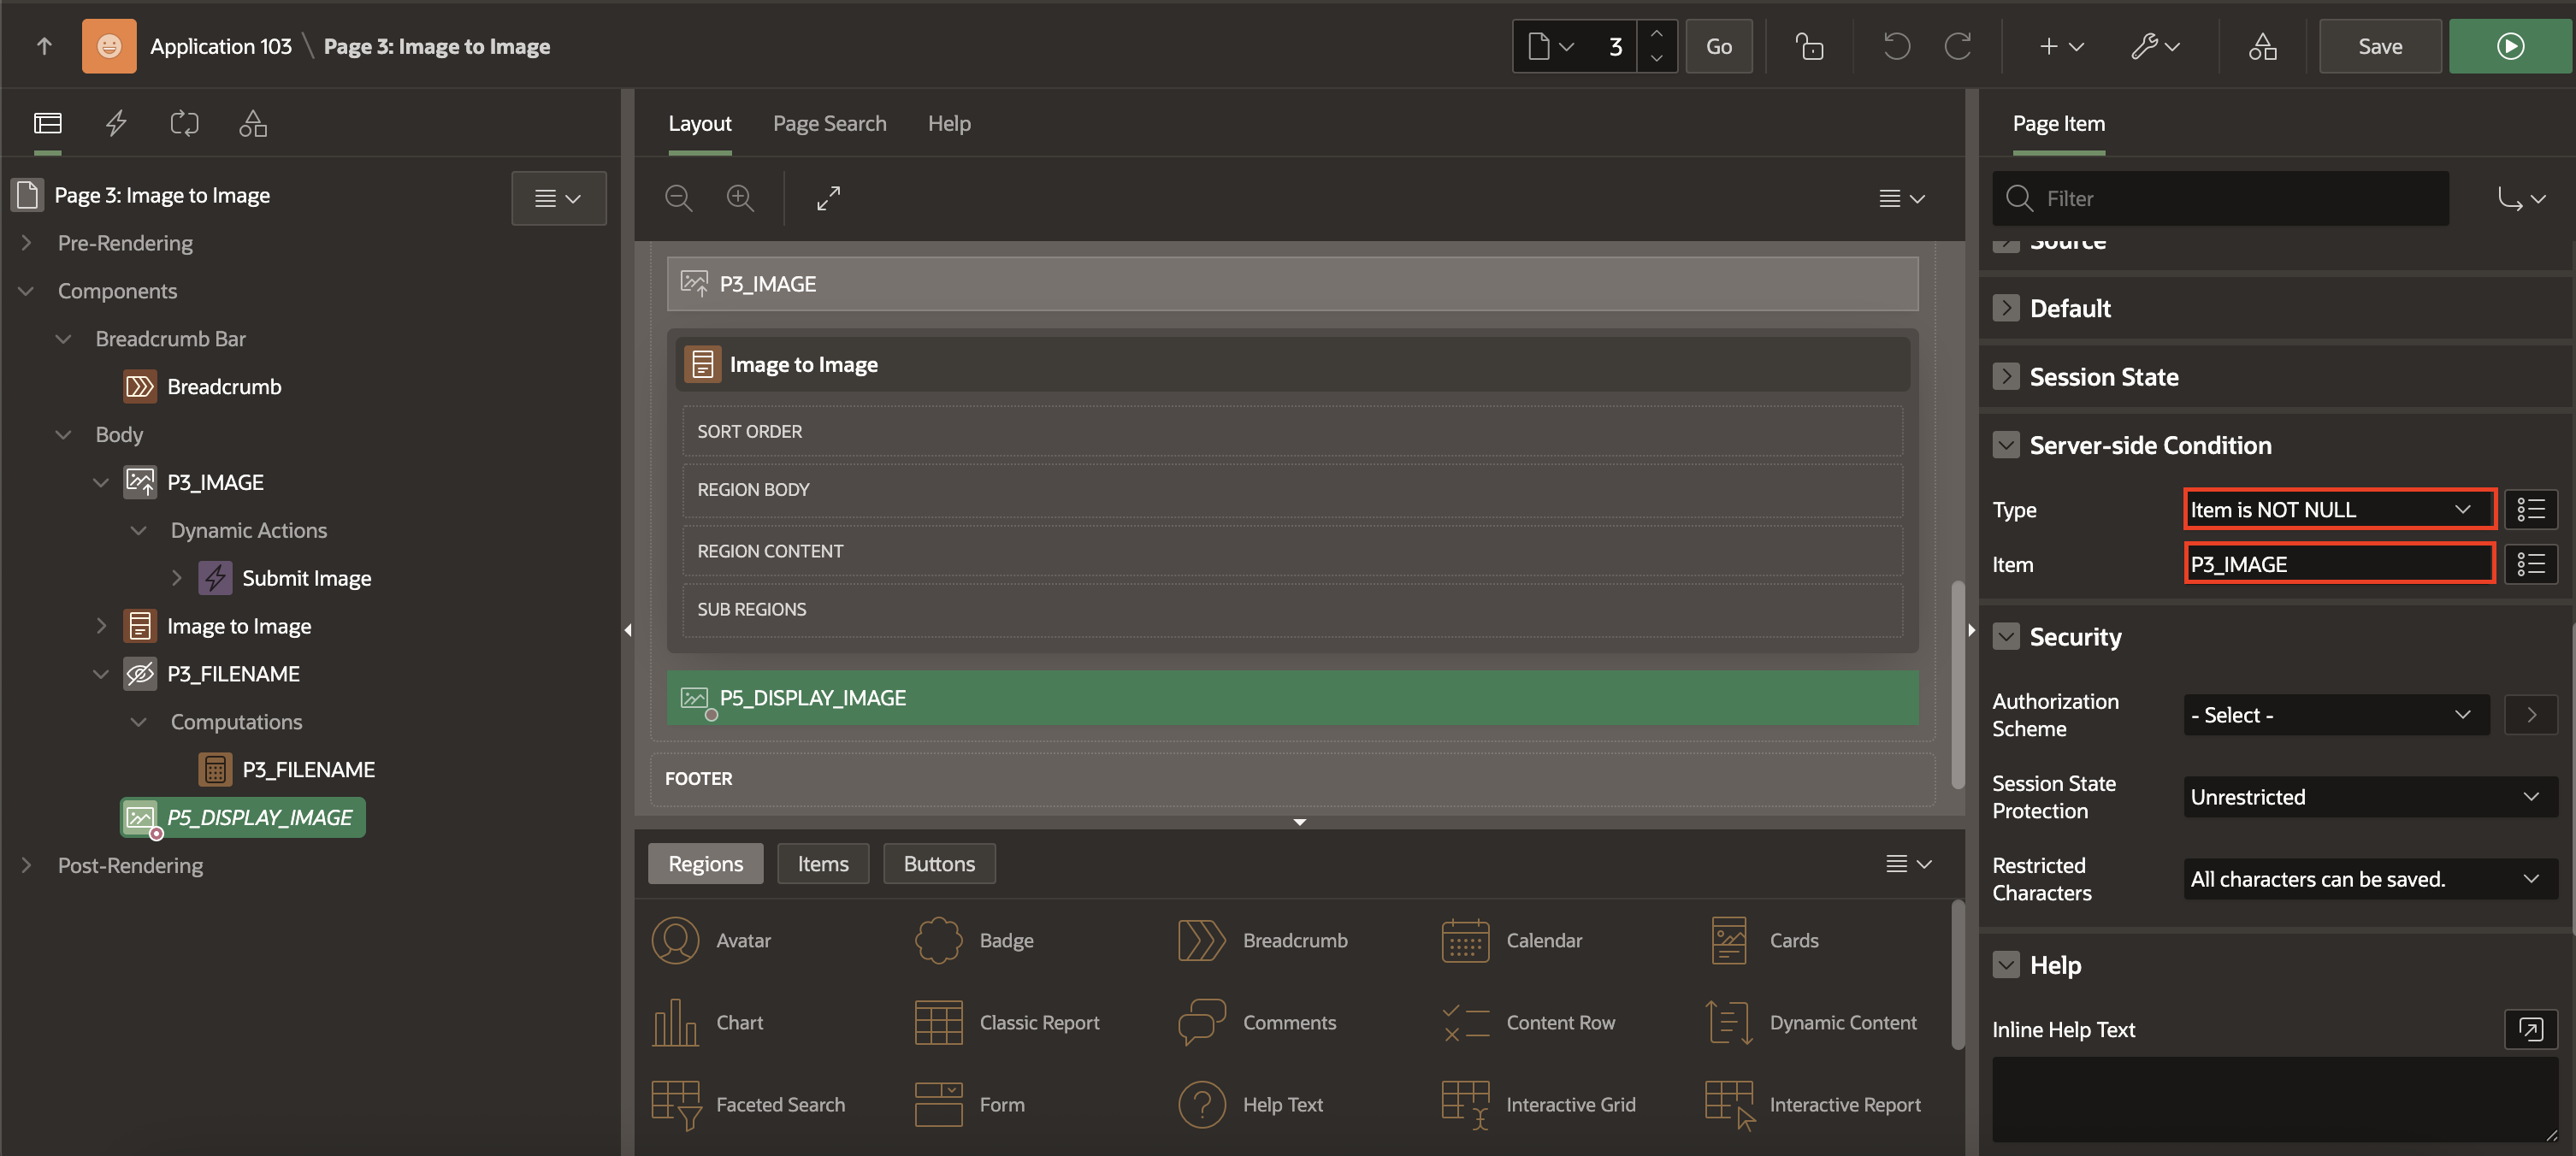 Application 103 \ Page 3: Image to Image
3
Go
Save
Page 3: Image to Image
Pre-Rendering
Components
Breadcrumb Bar
Breadcrumb
Body
P3_IMAGE
Dynamic Actions
Submit Image
Image to Image
P3_FILENAME
Computations
P3_FILENAME
P5_DISPLAY_IMAGE
Post-Rendering
Layout
Page Search
Help
P3_IMAGE
Image to Image
SORT ORDER
REGION BODY
REGION CONTENT
SUB REGIONS
P5_DISPLAY_IMAGE
FOOTER
Regions
Items
Buttons
Avatar
Badge
Breadcrumb
Calendar
Cards
Chart
Classic Report
Comments
Content Row
Dynamic Content
Faceted Search
Form
Help Text
Interactive Grid
Interactive Report
Page Item
Filter
Source
Default
Session State
Server-side Condition
Type
Item is NOT NULL
Item
P3_IMAGE
Security
Authorization
Scheme
- Select -
Session State
Protection
Unrestricted
Restricted
Characters
All characters can be saved.
Help
Inline Help Text